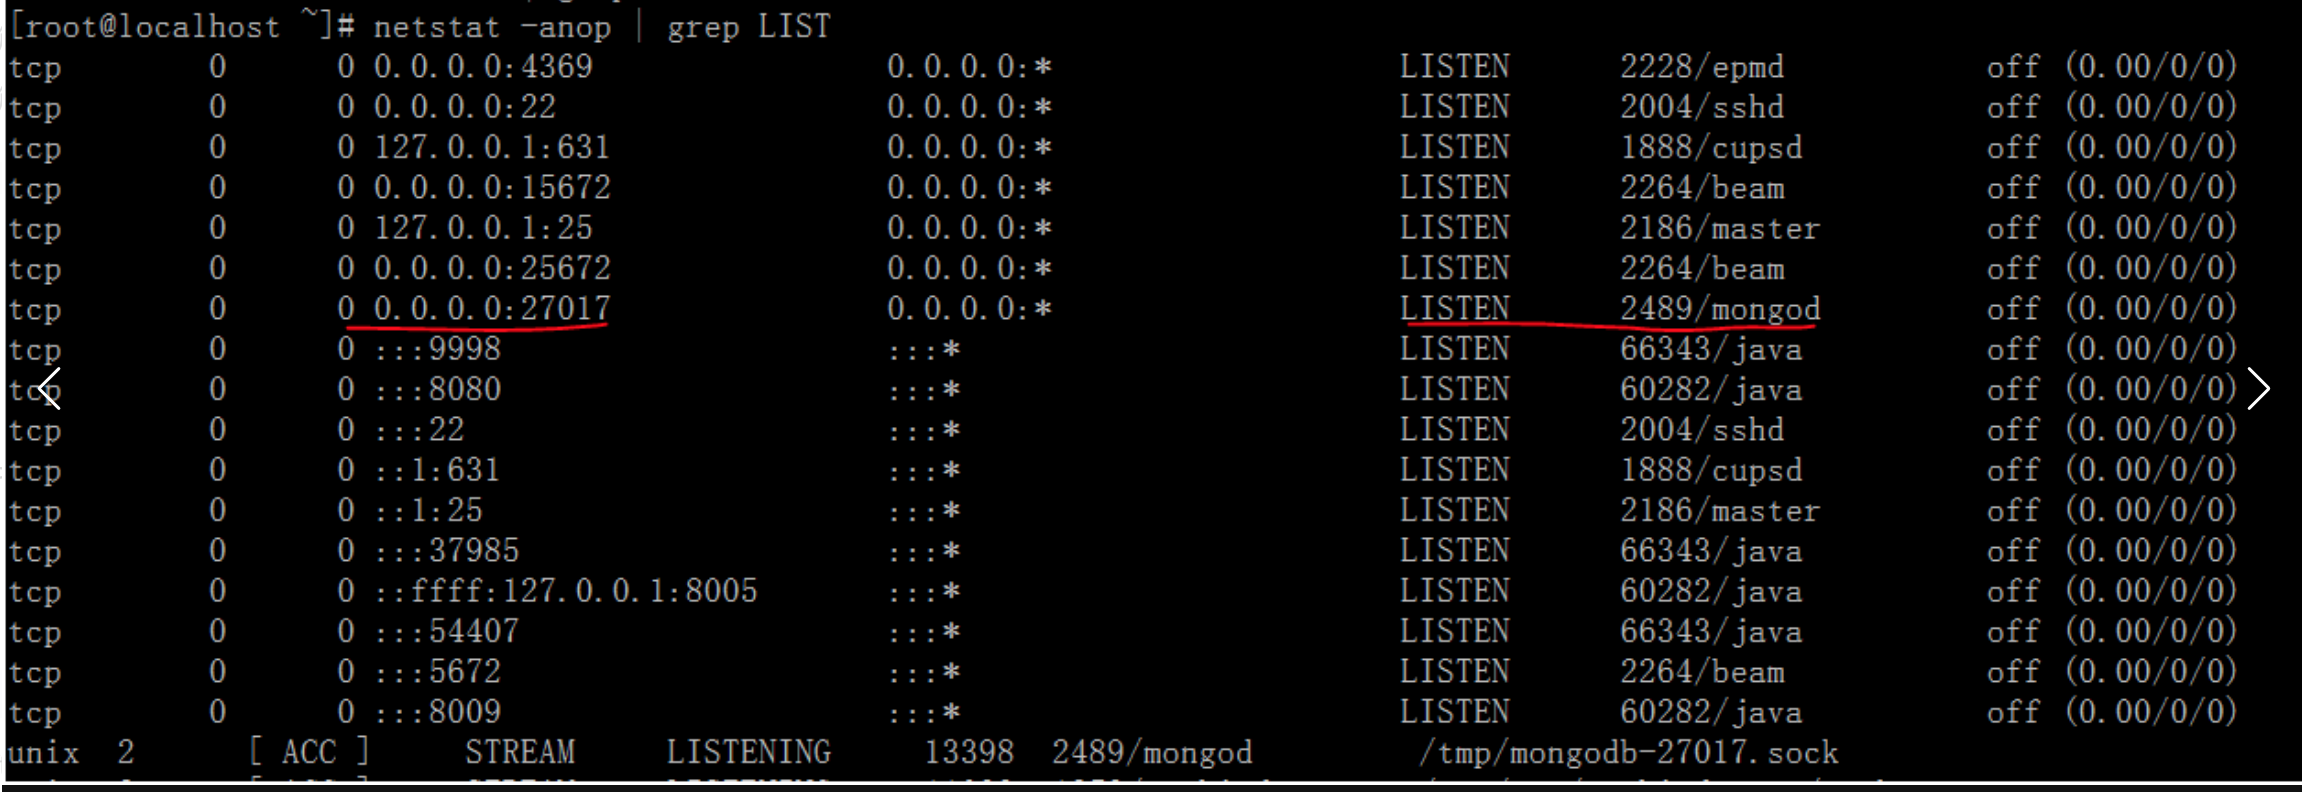 [root@localhost ~]# netstat -anop | grep LIST
tcp 0 0 0.0.0.0:4369 0.0.0.0:* LISTEN 2228/epmd off (0.00/0/0)
tcp 0 0 0.0.0.0:22 0.0.0.0:* LISTEN 2004/sshd off (0.00/0/0)
tcp 0 0 127.0.0.1:631 0.0.0.0:* LISTEN 1888/cupsd off (0.00/0/0)
tcp 0 0 0.0.0.0:15672 0.0.0.0:* LISTEN 2264/beam off (0.00/0/0)
tcp 0 0 127.0.0.1:25 0.0.0.0:* LISTEN 2186/master off (0.00/0/0)
tcp 0 0 0.0.0.0:25672 0.0.0.0:* LISTEN 2264/beam off (0.00/0/0)
tcp 0 0 0.0.0.0:27017 0.0.0.0:* LISTEN 2489/mongod off (0.00/0/0)
tcp 0 0 :::9998 :::* LISTEN 66343/java off (0.00/0/0)
tcp 0 0 :::8080 :::* LISTEN 60282/java off (0.00/0/0)
tcp 0 0 :::22 :::* LISTEN 2004/sshd off (0.00/0/0)
tcp 0 0 ::1:631 :::* LISTEN 1888/cupsd off (0.00/0/0)
tcp 0 0 ::1:25 :::* LISTEN 2186/master off (0.00/0/0)
tcp 0 0 :::37985 :::* LISTEN 66343/java off (0.00/0/0)
tcp 0 0 ::ffff:127.0.0.1:8005 :::* LISTEN 60282/java off (0.00/0/0)
tcp 0 0 :::54407 :::* LISTEN 66343/java off (0.00/0/0)
tcp 0 0 :::5672 :::* LISTEN 2264/beam off (0.00/0/0)
tcp 0 0 :::8009 :::* LISTEN 60282/java off (0.00/0/0)
unix 2 [ ACC ] STREAM LISTENING 13398 2489/mongod /tmp/mongodb-27017.sock